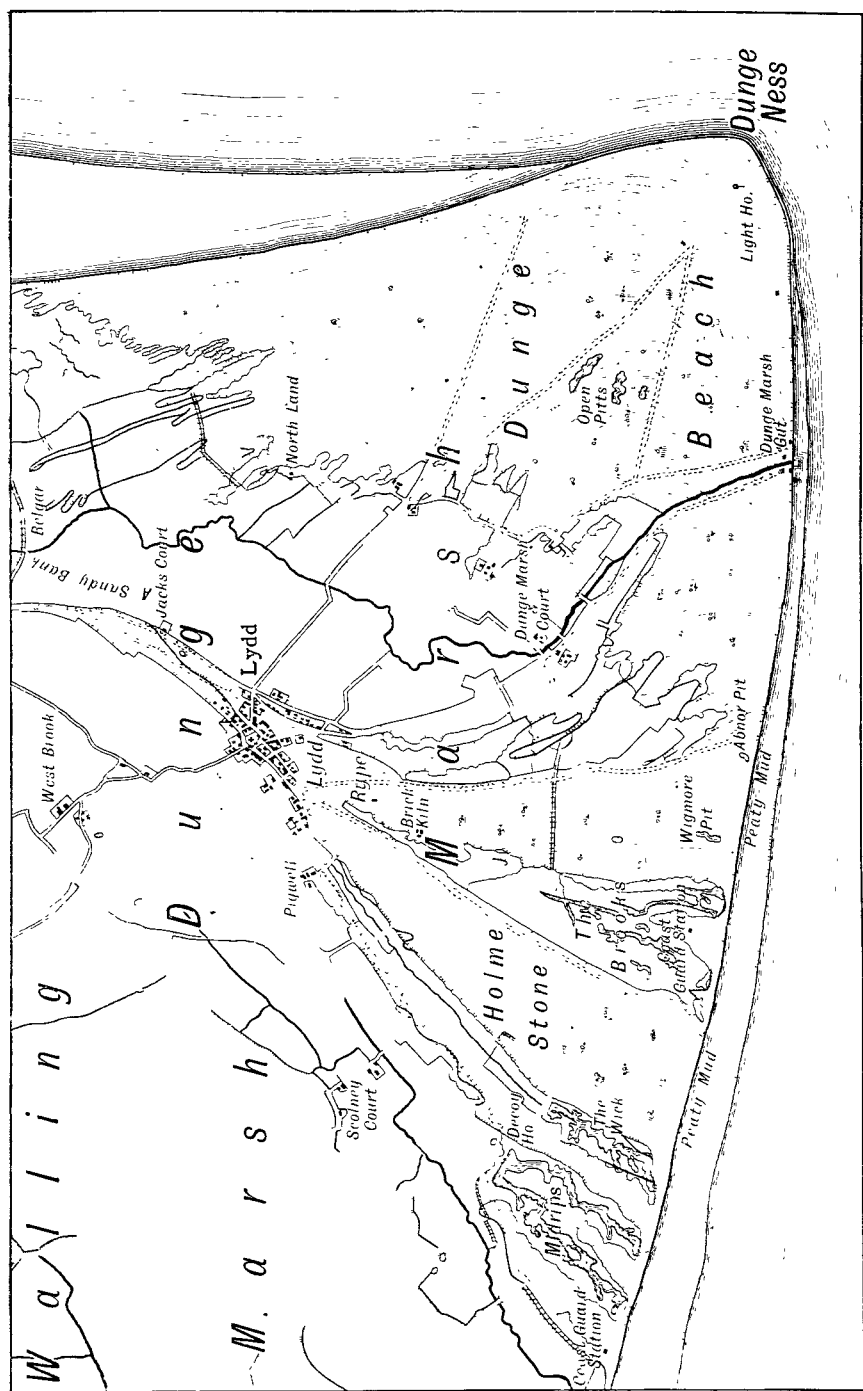 Walling
Marsh
Dunge
Marsh
West Brook
Belgar
A Sandy Bank
Jacks Court
North Land
Lydd
Lydd
Rype
Brick
Kiln
Pigwell
Scotney
Court
Holme
Stone
Dunge Marsh
Court
Dunge
Beach
Open
Pitts
Dunge Marsh
Gut
Light Ho.
Dunge
Ness
Abnor Pit
Wigmore
Pit
The
Brooks
Coast
Guard Station
Peaty Mud
Peaty Mud
Decoy
Ho
The
Wick
Midrips
Coast Guard
Station